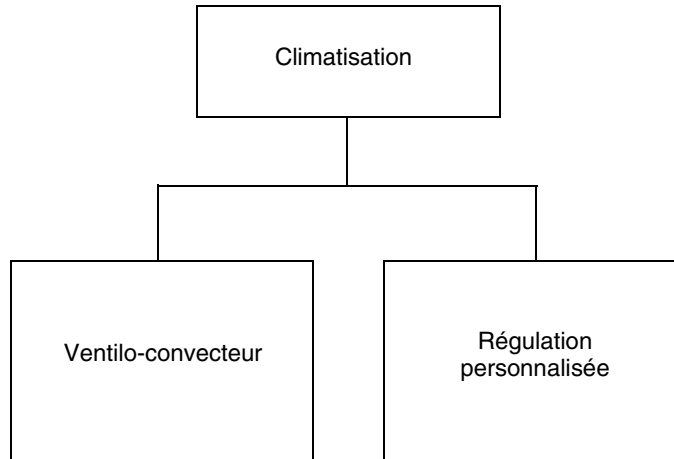 Climatisation
Ventilo-convecteur
Régulation
personnalisée